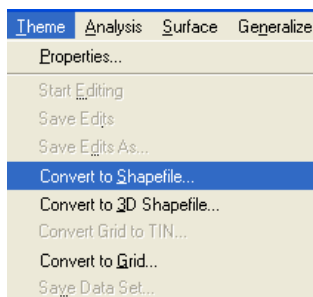 Theme Analysis Surface Generalize
Properties...
Start Editing
Save Edits
Save Edits As...
Convert to Shapefile...
Convert to 3D Shapefile...
Convert Grid to TIN...
Convert to Grid...
Save Data Set...